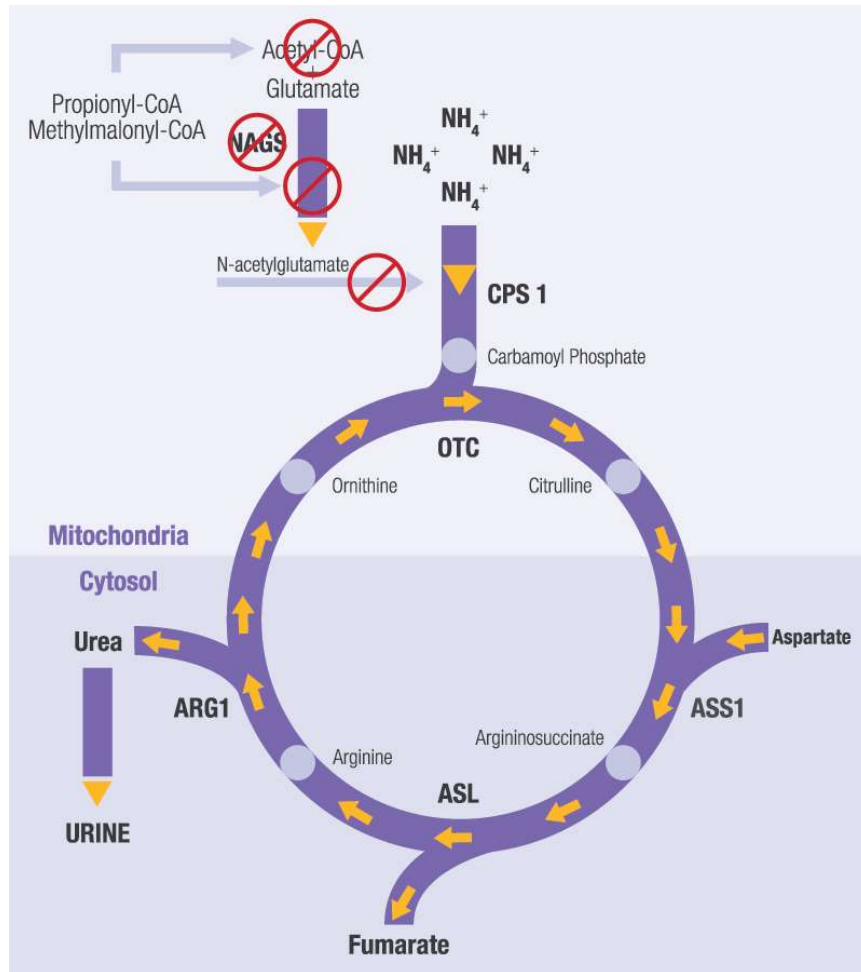 Acetyl-CoA
+
Glutamate
Propionyl-CoA
Methylmalonyl-CoA
NAGS
NH₄⁺
NH₄⁺
NH₄⁺
NH₄⁺
N-acetylglutamate
CPS 1
Carbamoyl Phosphate
OTC
Ornithine
Citrulline
Mitochondria
Cytosol
Urea
Aspartate
ARG1
ASS1
Arginine
Argininosuccinate
ASL
URINE
Fumarate